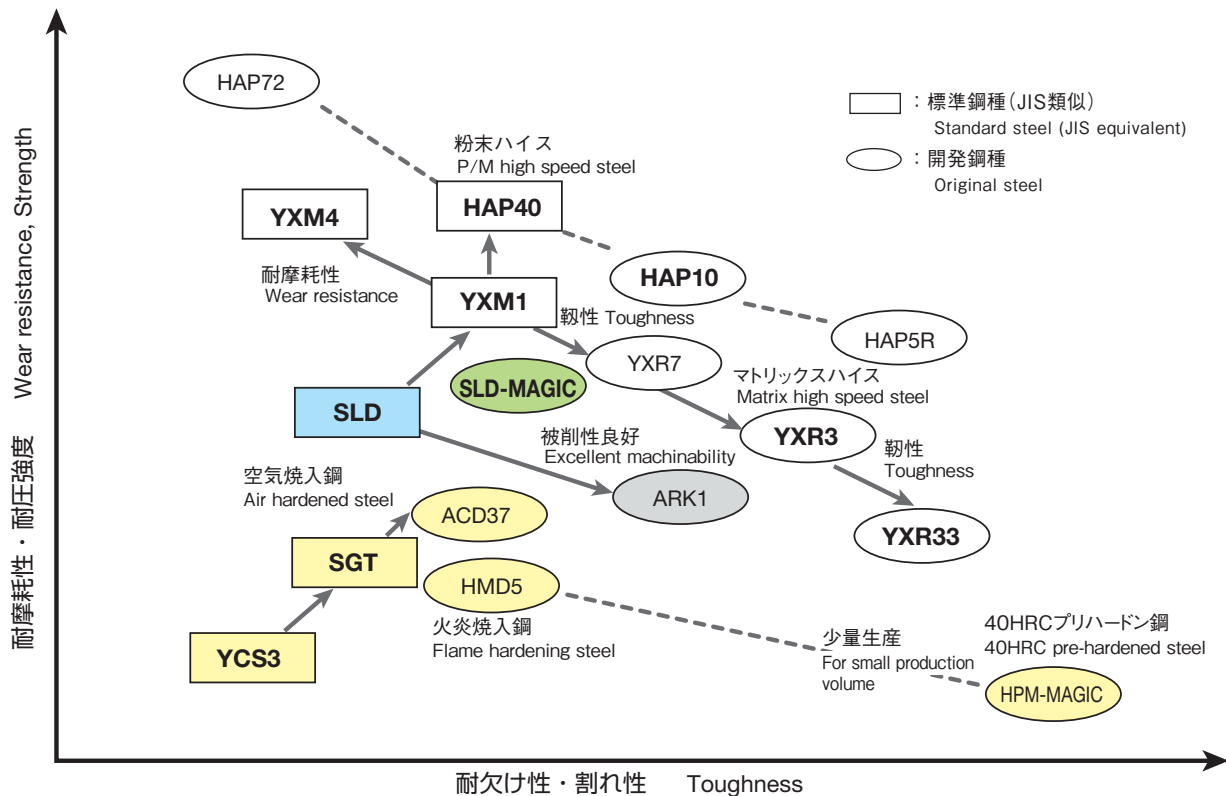 耐摩耗性・耐圧強度 Wear resistance, Strength
HAP72
：標準鋼種（JIS類似）
Standard steel (JIS equivalent)
：開発鋼種
Original steel
粉末ハイス
P/M high speed steel
YXM4
HAP40
耐摩耗性
Wear resistance
YXM1
HAP10
靱性 Toughness
HAP5R
YXR7
SLD-MAGIC
マトリックスハイス
Matrix high speed steel
SLD
YXR3
被削性良好
Excellent machinability
靱性
Toughness
空気焼入鋼
Air hardened steel
ACD37
ARK1
YXR33
SGT
HMD5
火炎焼入鋼
Flame hardening steel
YCS3
少量生産
For small production
volume
40HRCプリハードン鋼
40HRC pre-hardened steel
HPM-MAGIC
耐欠け性・割れ性 Toughness